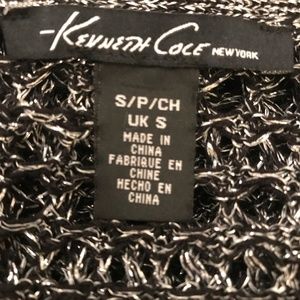 Kenneth Cole NEW YORK
S/P/CH
UK S
MADE IN
CHINA
FABRIQUE EN
CHINE
HECHO EN
CHINA